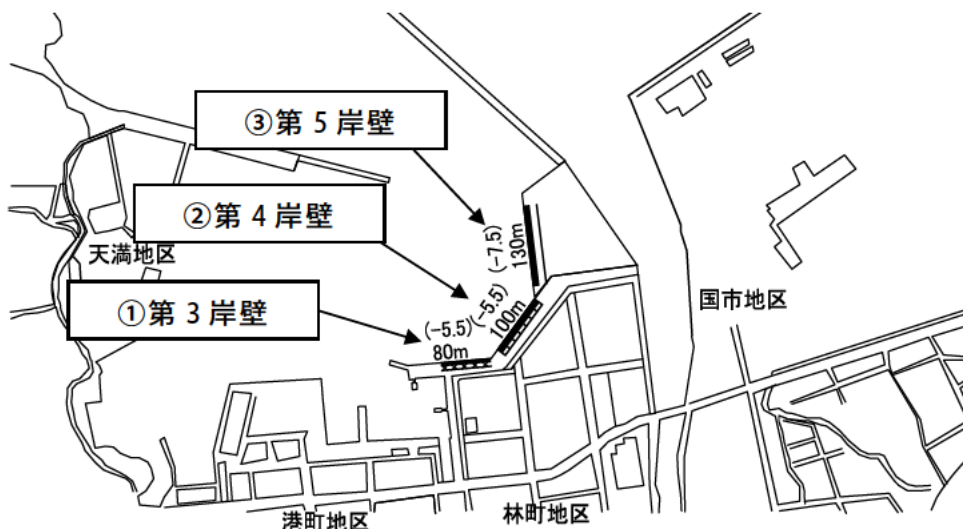 ③第5岸壁
②第4岸壁
①第3岸壁
天満地区
(-7.5)
130m
(-5.5)
100m
(-5.5)
80m
国市地区
港町地区
林町地区